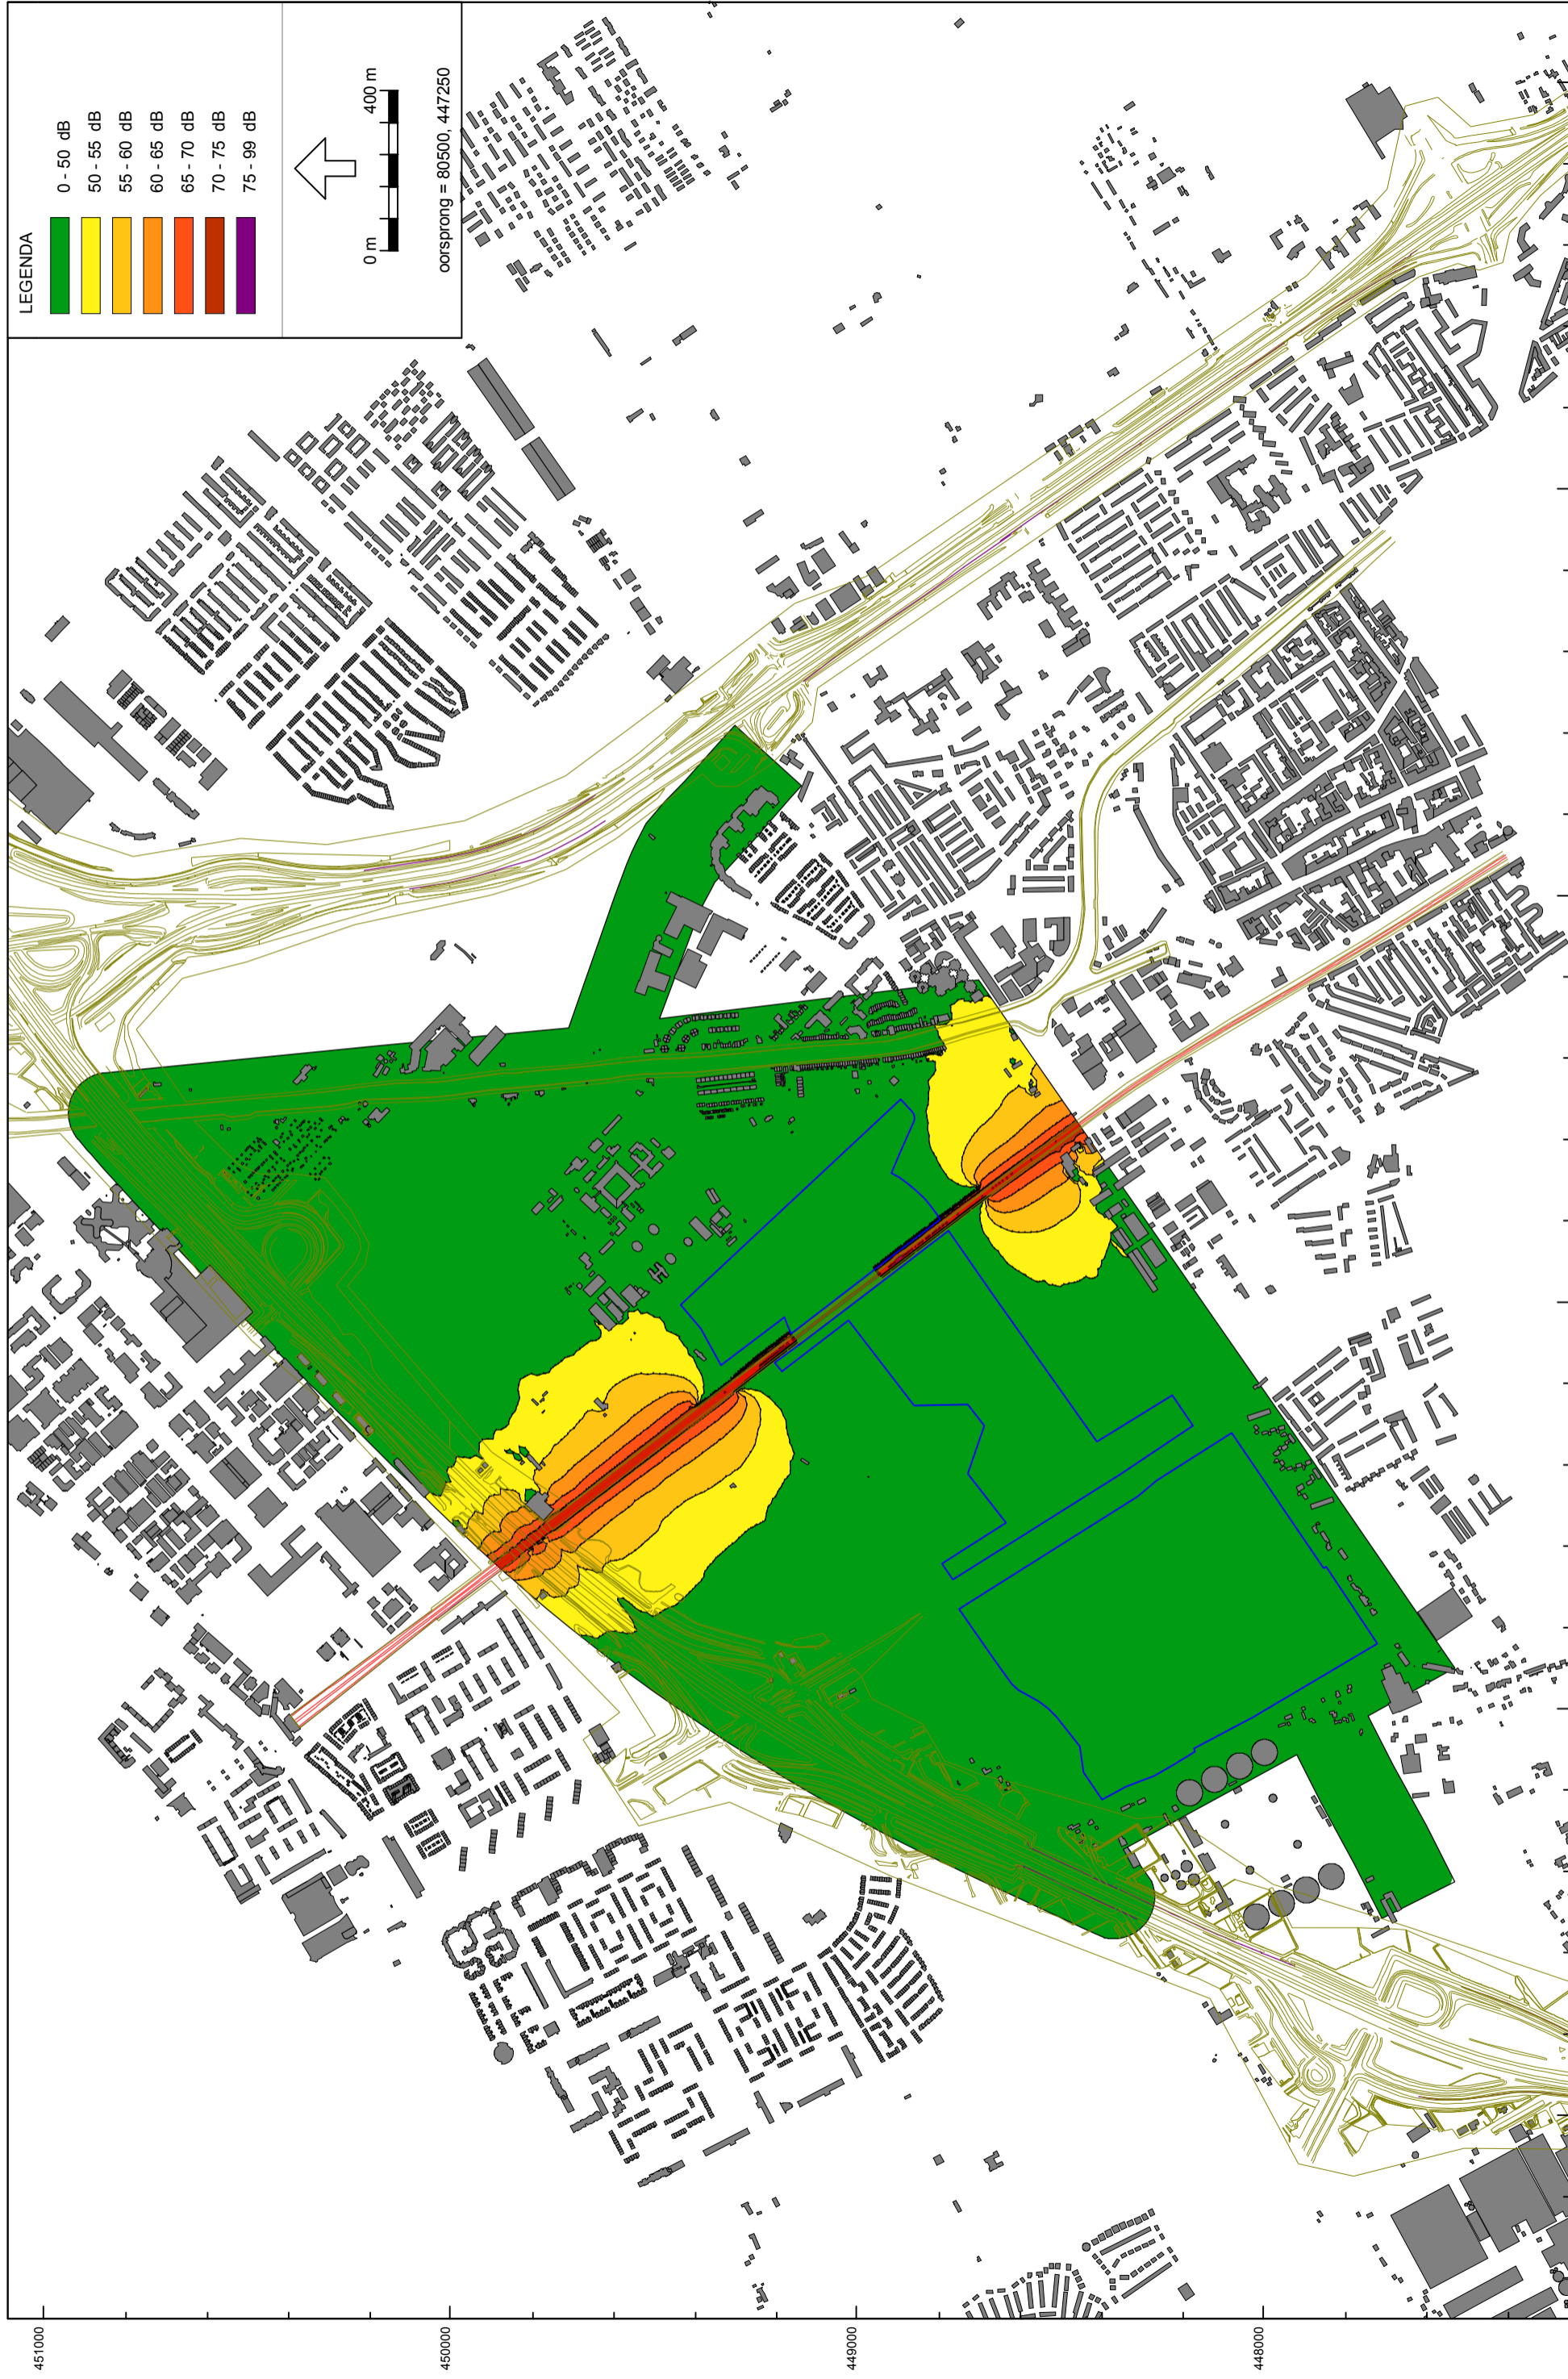 LEGENDA
0 - 50 dB
50 - 55 dB
55 - 60 dB
60 - 65 dB
65 - 70 dB
70 - 75 dB
75 - 99 dB
0 m 400 m
oorsprong = 80500, 447250
451000
450000
449000
448000